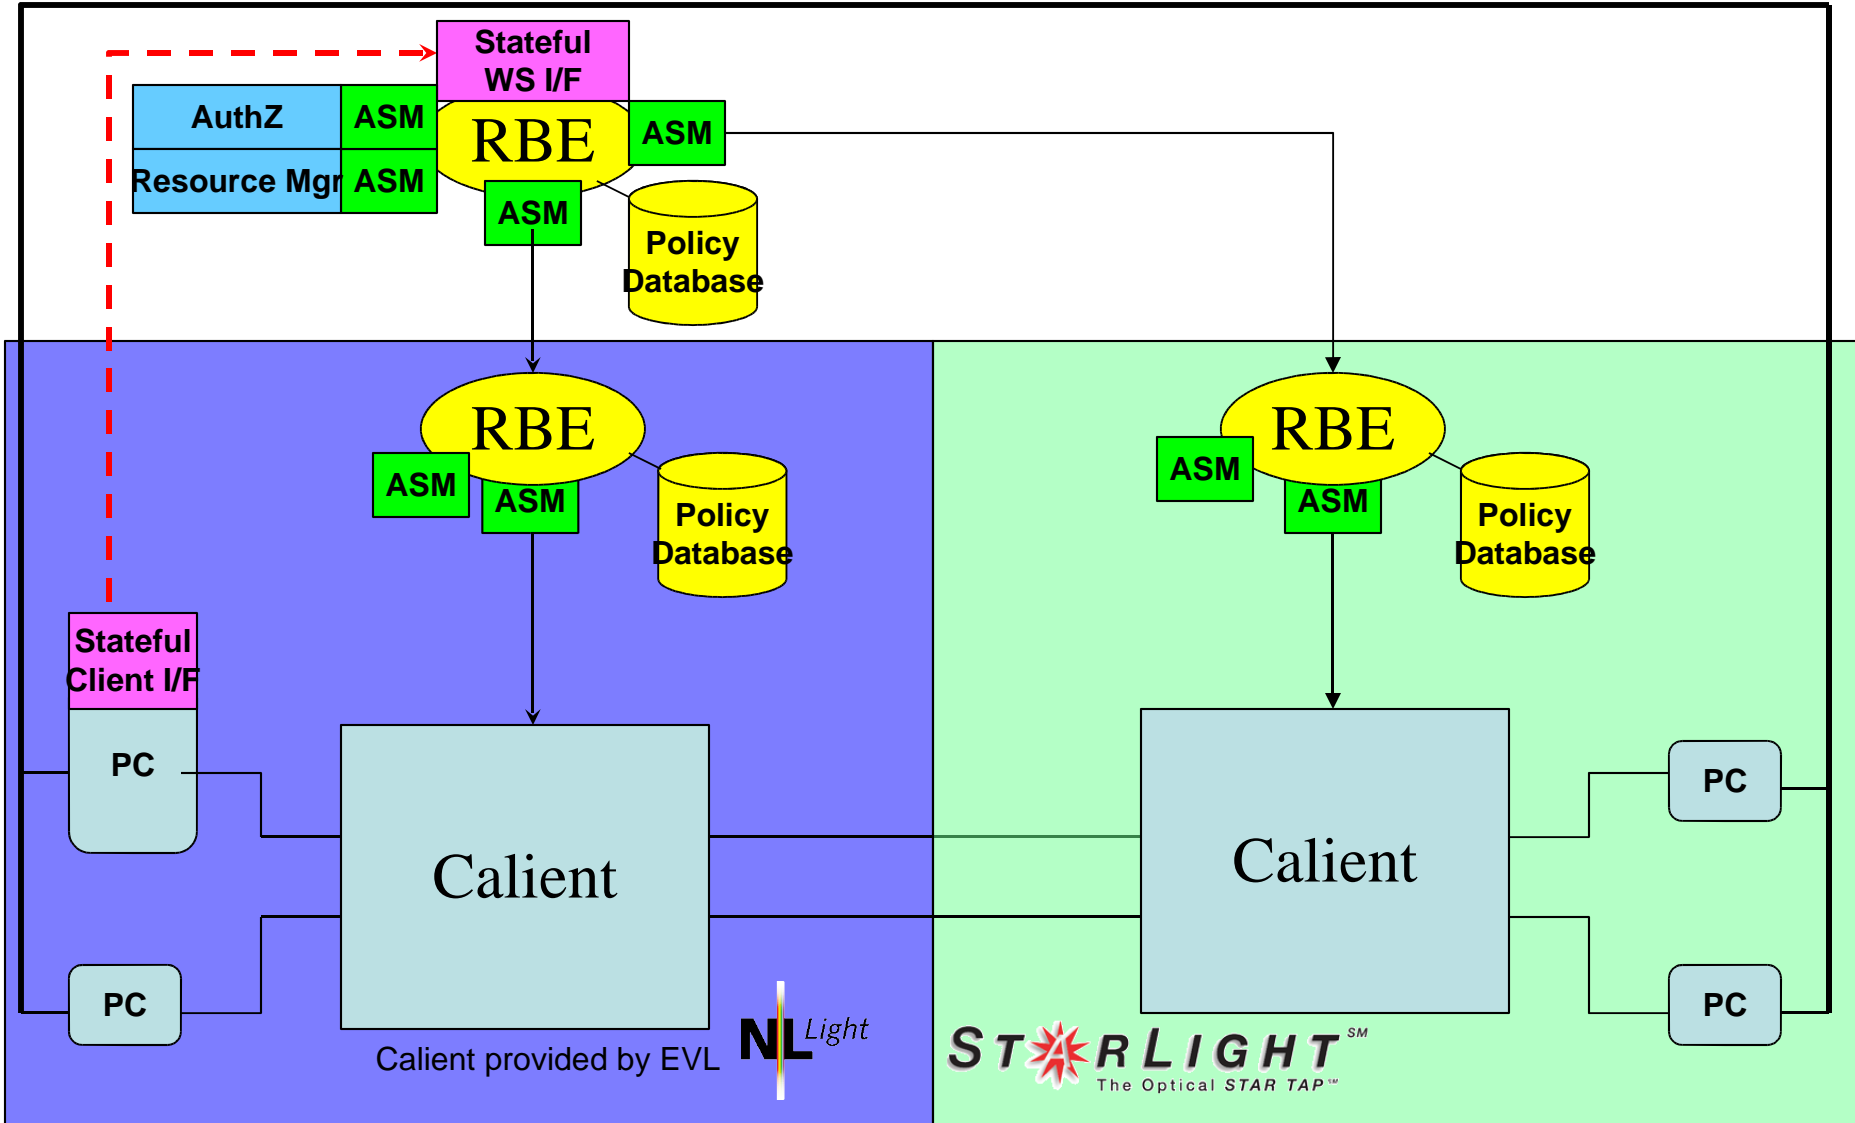 Stateful
WS I/F
AuthZ
ASM
RBE
ASM
Resource Mgr
ASM
ASM
Policy
Database
RBE
ASM
ASM
Policy
Database
RBE
ASM
ASM
Policy
Database
Stateful
Client I/F
PC
Calient
Calient
PC
PC
PC
Calient provided by EVL
NL Light
STARLIGHT SM
The Optical STAR TAP SM